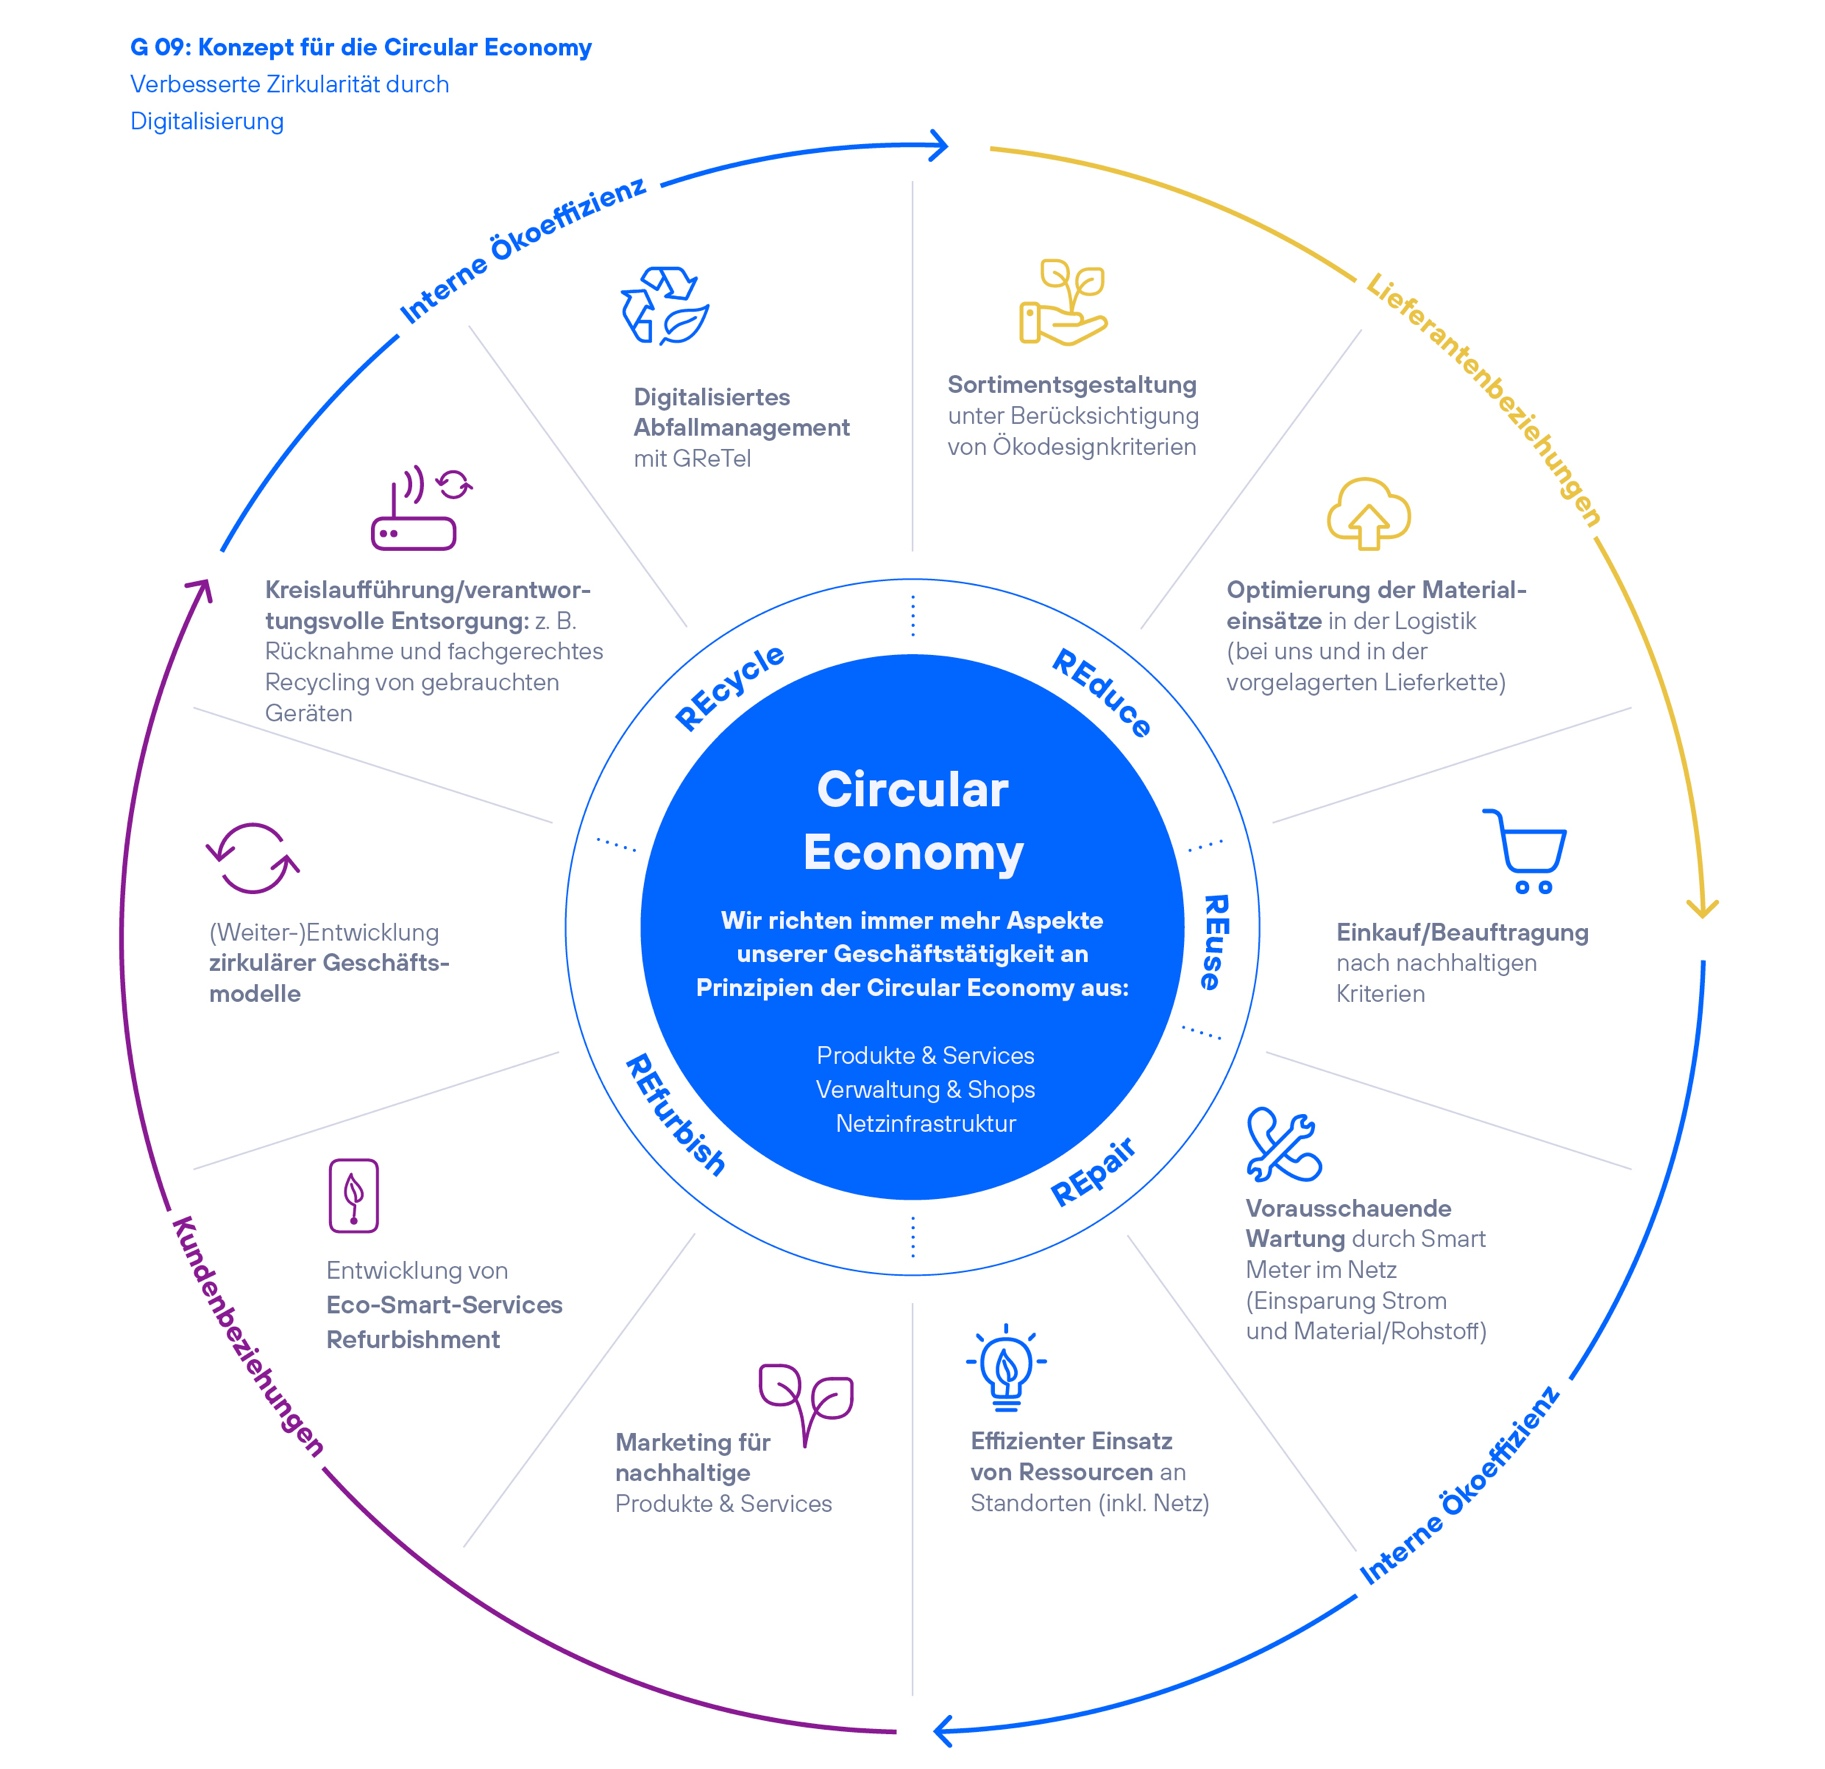 G 09: Konzept für die Circular Economy
Verbesserte Zirkularität durch
Digitalisierung
Interne Ökoeffizienz
Lieferantenbeziehungen
Digitalisiertes
Abfallmanagement
mit GReTel
Sortimentsgestaltung
unter Berücksichtigung
von Ökodesignkriterien
Kreislaufführung/verantwor-
tungsvolle Entsorgung: z. B.
Rücknahme und fachgerechtes
Recycling von gebrauchten
Geräten
Optimierung der Material-
einsätze in der Logistik
(bei uns und in der
vorgelagerten Lieferkette)
REcycle
REduce
REuse
REpair
REfurbish
Circular
Economy
Wir richten immer mehr Aspekte
unserer Geschäftstätigkeit an
Prinzipien der Circular Economy aus:
Produkte & Services
Verwaltung & Shops
Netzinfrastruktur
(Weiter-)Entwicklung
zirkulärer Geschäfts-
modelle
Einkauf/Beauftragung
nach nachhaltigen
Kriterien
Entwicklung von
Eco-Smart-Services
Refurbishment
Vorausschauende
Wartung durch Smart
Meter im Netz
(Einsparung Strom
und Material/Rohstoff)
Marketing für
nachhaltige
Produkte & Services
Effizienter Einsatz
von Ressourcen an
Standorten (inkl. Netz)
Kundenbeziehungen
Interne Ökoeffizienz